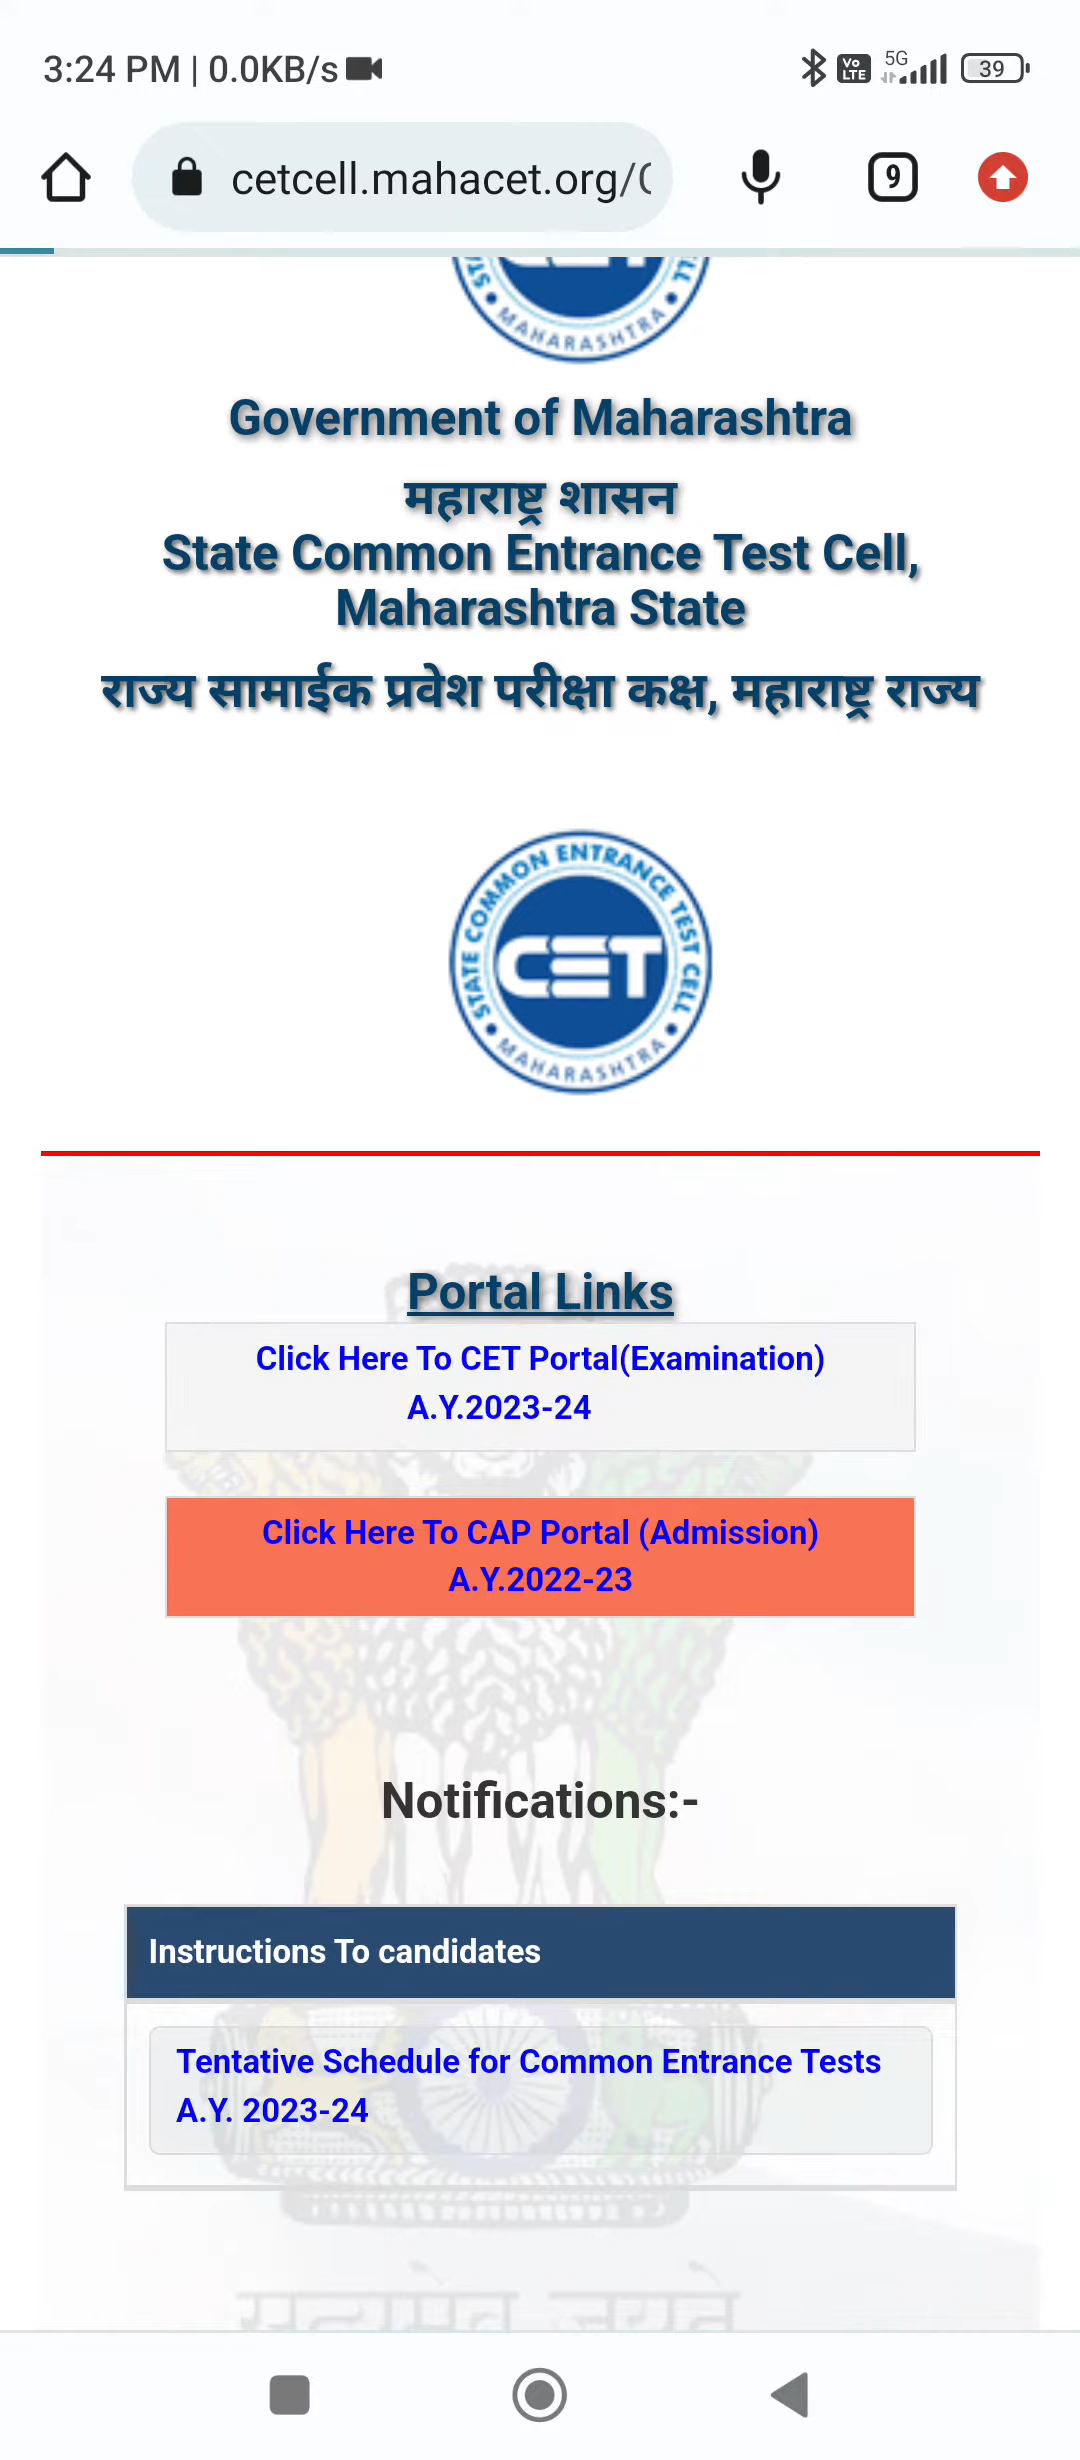 3:24 PM | 0.0KB/s
Vo
LTE
5G
39
cetcell.mahacet.org/
9
MAHARASHTRA
Government of Maharashtra
महाराष्ट्र शासन
State Common Entrance Test Cell,
Maharashtra State
राज्य सामाईक प्रवेश परीक्षा कक्ष, महाराष्ट्र राज्य
STATE COMMON ENTRANCE TEST CELL
CET
MAHARASHTRA
Portal Links
Click Here To CET Portal(Examination)
A.Y.2023-24
Click Here To CAP Portal (Admission)
A.Y.2022-23
Notifications:-
Instructions To candidates
Tentative Schedule for Common Entrance Tests
A.Y. 2023-24